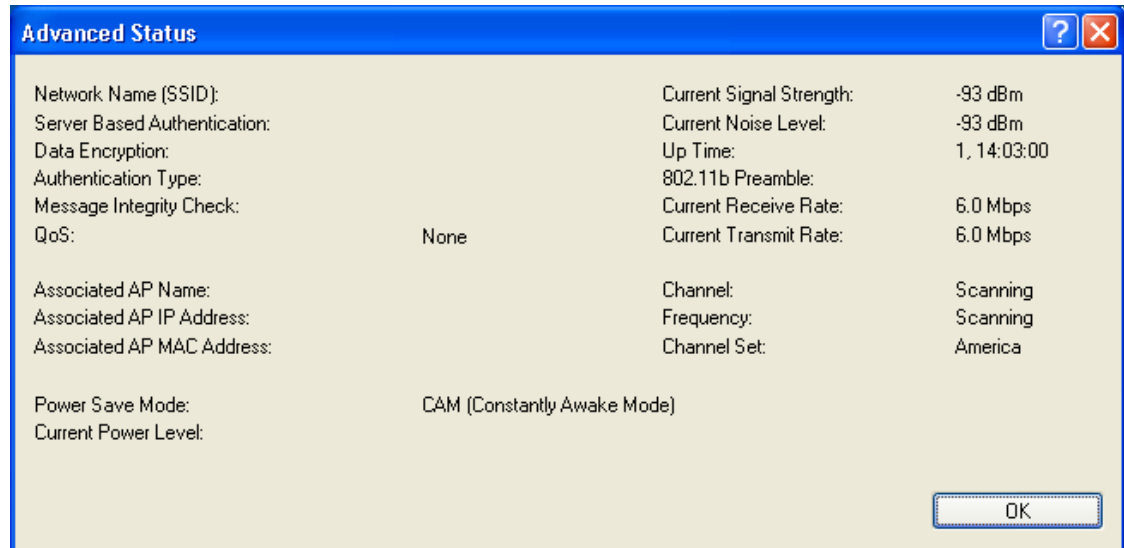 Advanced Status
Network Name (SSID): Current Signal Strength: -93 dBm
Server Based Authentication: Current Noise Level: -93 dBm
Data Encryption: Up Time: 1, 14:03:00
Authentication Type: 802.11b Preamble:
Message Integrity Check: Current Receive Rate: 6.0 Mbps
QoS: None Current Transmit Rate: 6.0 Mbps
Associated AP Name: Channel: Scanning
Associated AP IP Address: Frequency: Scanning
Associated AP MAC Address: Channel Set: America
Power Save Mode: CAM (Constantly Awake Mode)
Current Power Level:
OK